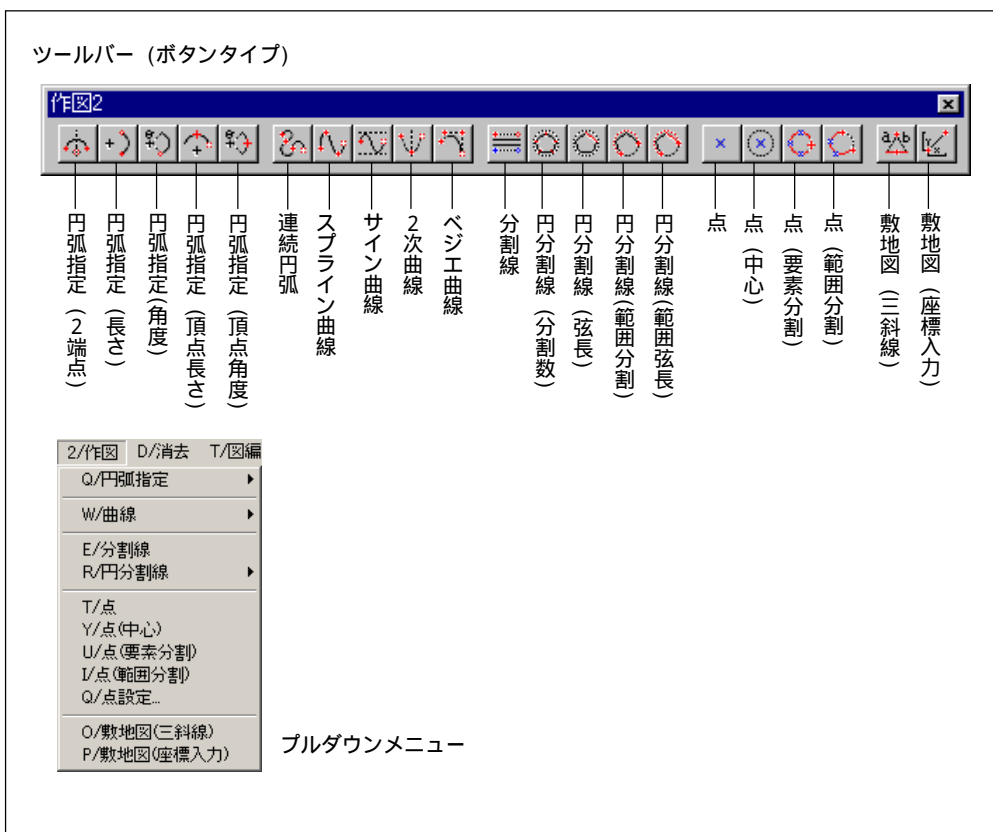 ツールバー (ボタンタイプ)
作図2
円弧指定(2端点)
円弧指定(長さ)
円弧指定(角度)
円弧指定(頂点長さ)
円弧指定(頂点角度)
連続円弧
スプライン曲線
サイン曲線
2次曲線
ベジエ曲線
分割線
円分割線(分割数)
円分割線(弦長)
円分割線(範囲分割)
円分割線(範囲弦長)
点
点(中心)
点(要素分割)
点(範囲分割)
敷地図(三斜線)
敷地図(座標入力)
2/作図 D/消去 T/図編
Q/円弧指定
W/曲線
E/分割線
R/円分割線
T/点
Y/点(中心)
U/点(要素分割)
I/点(範囲分割)
Q/点設定...
O/敷地図(三斜線)
P/敷地図(座標入力)
プルダウンメニュー